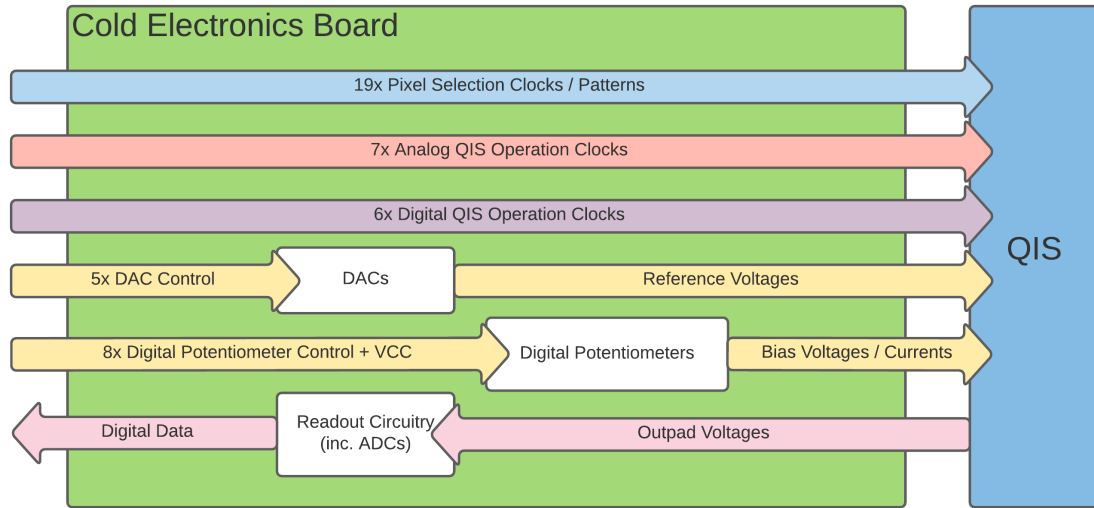 Cold Electronics Board
19x Pixel Selection Clocks / Patterns
7x Analog QIS Operation Clocks
6x Digital QIS Operation Clocks
QIS
5x DAC Control
DACs
Reference Voltages
8x Digital Potentiometer Control + VCC
Digital Potentiometers
Bias Voltages / Currents
Digital Data
Readout Circuitry
(inc. ADCs)
Outpad Voltages